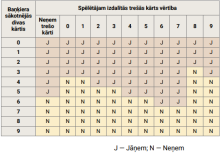 Baņkiera sākotnējās divas kārtis Spēlētājam izdalītās trešās kārts vērtība
Neņem trešo kārti 0 1 2 3 4 5 6 7 8 9
0 J J J J J J J J J J J
1 J J J J J J J J J J J
2 J J J J J J J J J J J
3 J J J J J J J J J N J
4 J N N J J J J J J N N
5 J N N N N J J J J N N
6 N N N N N N N J J N N
7 N N N N N N N N N N N
8 N N N N N N N N N N N
9 N N N N N N N N N N N
J – Jāņem; N – Neņem